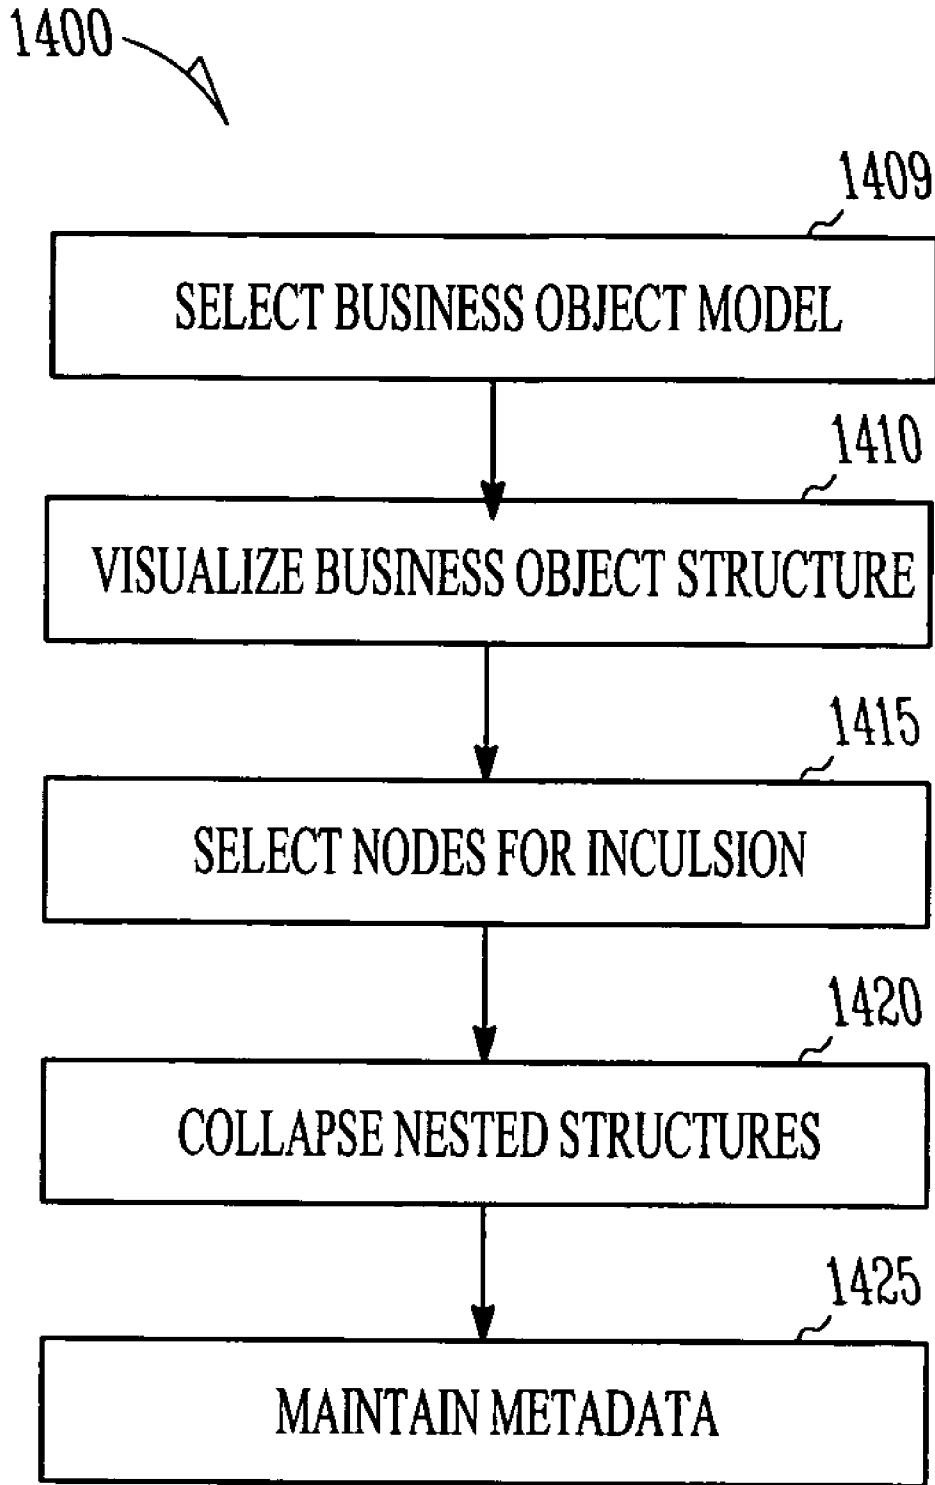 1400
1409
SELECT BUSINESS OBJECT MODEL
1410
VISUALIZE BUSINESS OBJECT STRUCTURE
1415
SELECT NODES FOR INCULSION
1420
COLLAPSE NESTED STRUCTURES
1425
MAINTAIN METADATA